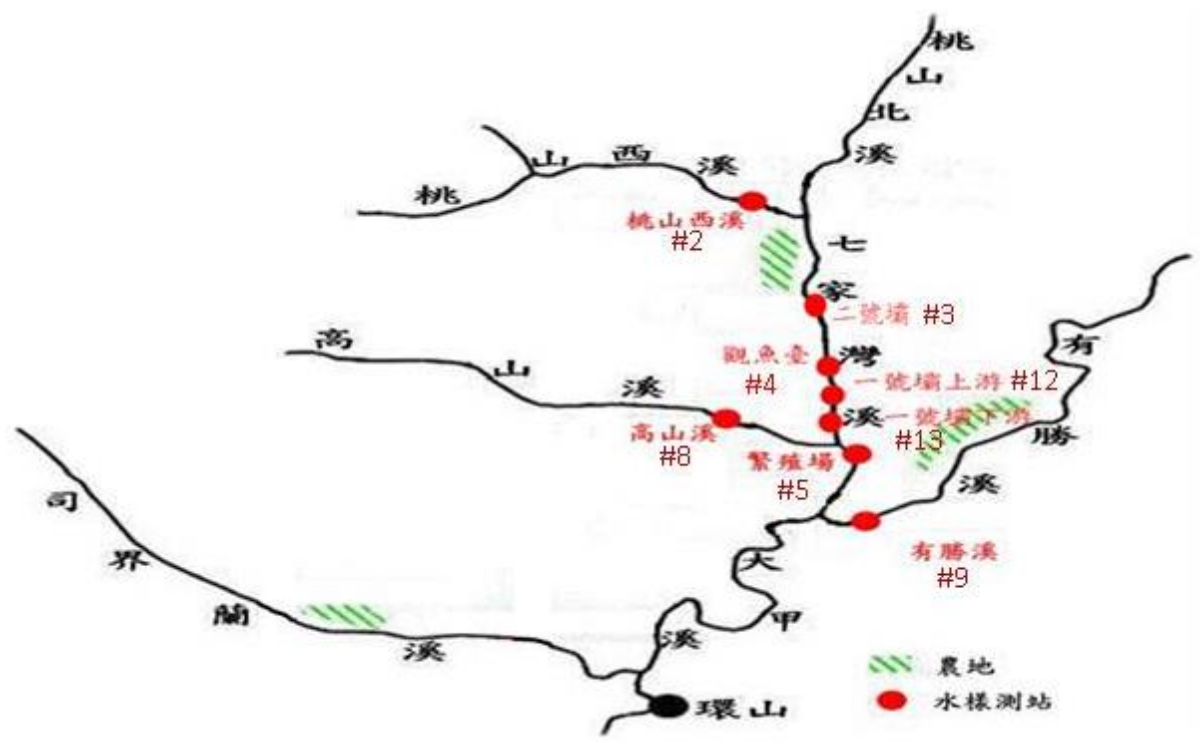 桃山北溪
桃山西溪
桃山西溪
#2
七家灣溪
二號壩 #3
觀魚臺
#4
一號壩上游 #12
一號壩下游
#13
高山溪
高山溪
#8
繁殖場
#5
有勝溪
有勝溪
#9
大甲溪
司界蘭溪
環山
農地
水樣測站